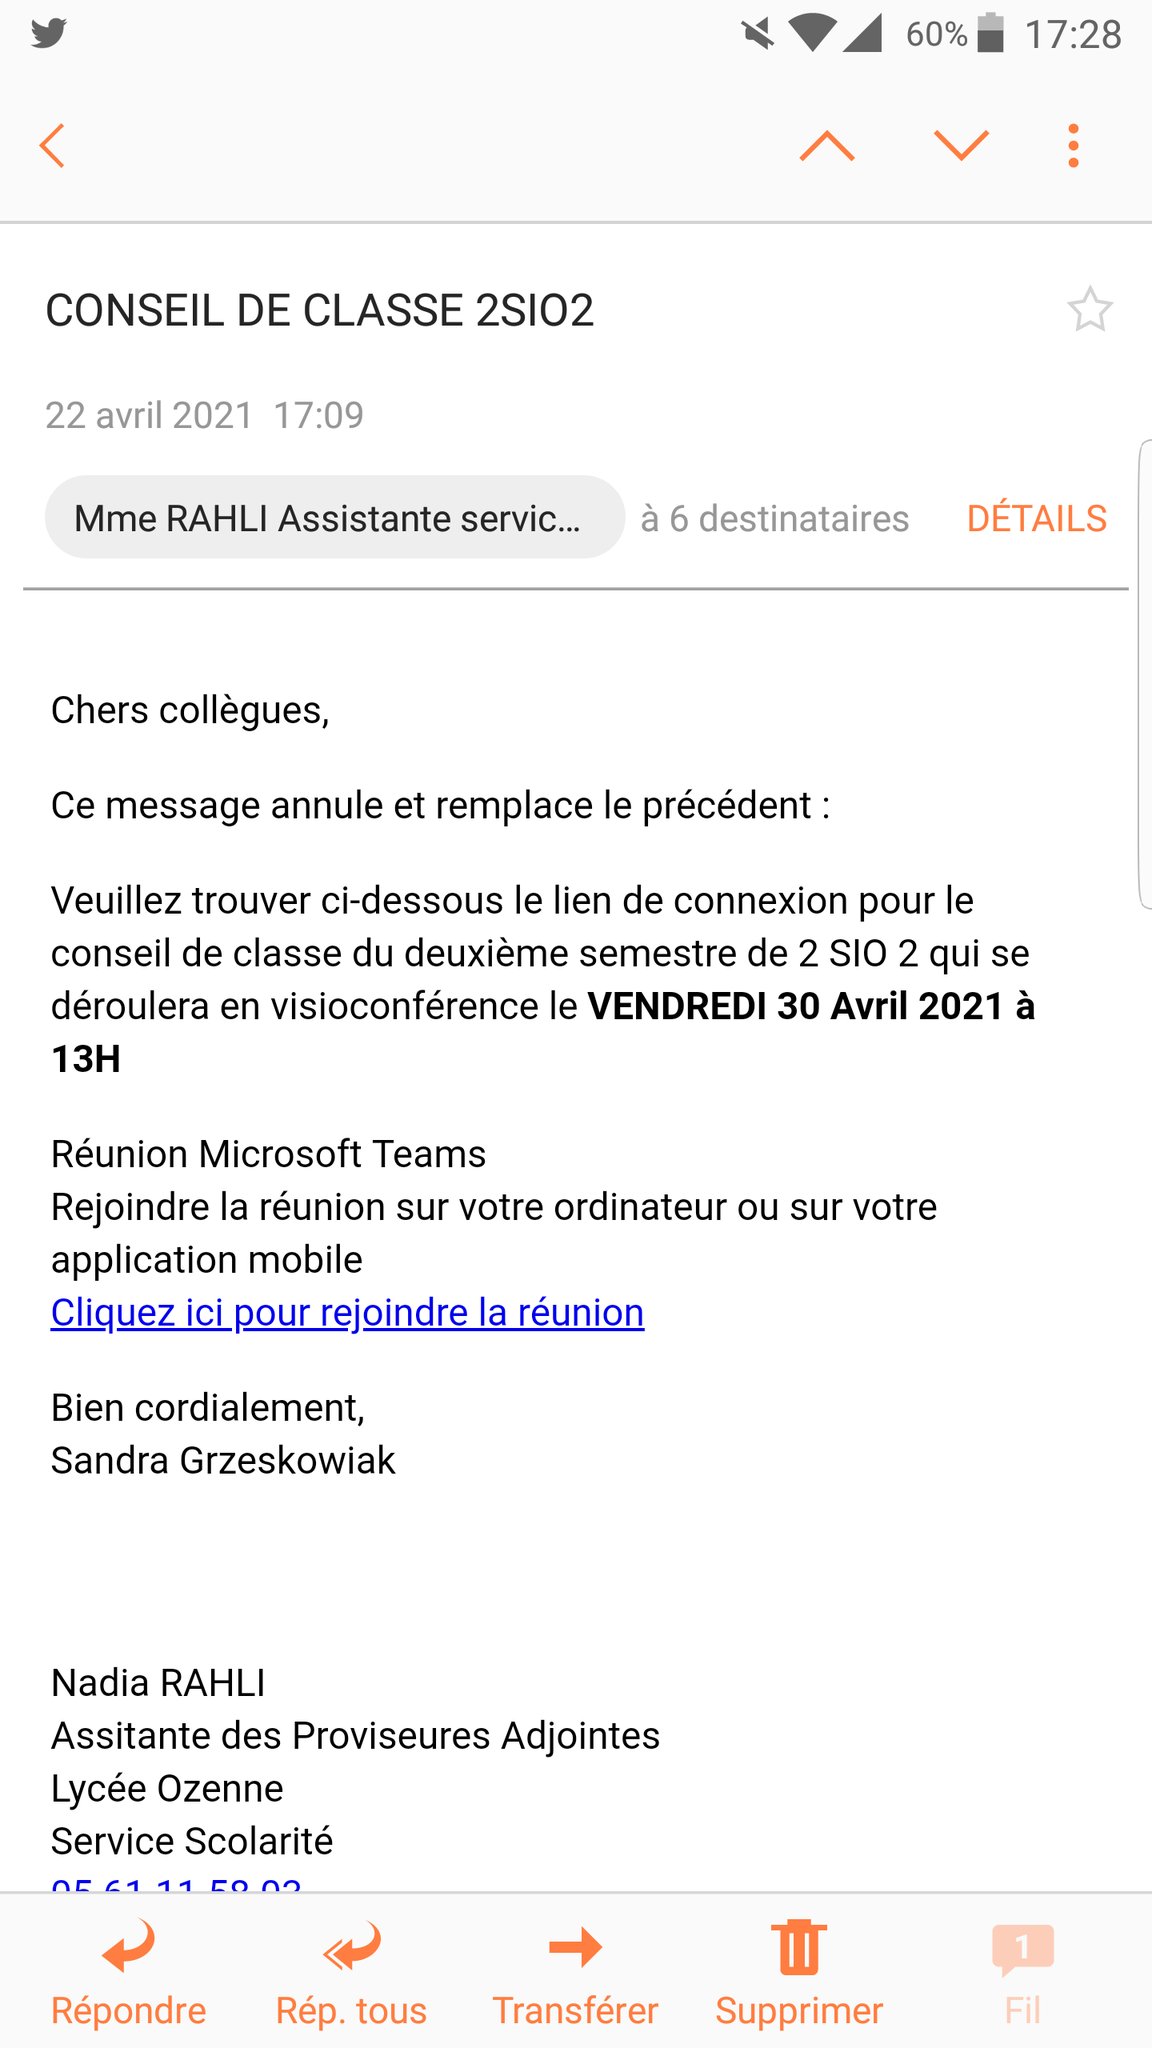 60% 17:28
CONSEIL DE CLASSE 2SIO2
22 avril 2021 17:09
Mme RAHLI Assistante servic... à 6 destinataires DÉTAILS
Chers collègues,
Ce message annule et remplace le précédent :
Veuillez trouver ci-dessous le lien de connexion pour le
conseil de classe du deuxième semestre de 2 SIO 2 qui se
déroulera en visioconférence le VENDREDI 30 Avril 2021 à
13H
Réunion Microsoft Teams
Rejoindre la réunion sur votre ordinateur ou sur votre
application mobile
Cliquez ici pour rejoindre la réunion
Bien cordialement,
Sandra Grzeskowiak
Nadia RAHLI
Assitante des Proviseures Adjointes
Lycée Ozenne
Service Scolarité
1
Répondre Rép. tous Transférer Supprimer Fil